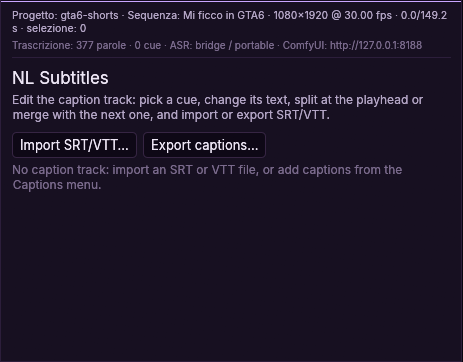 Progetto: gta6-shorts · Sequenza: Mi ficco in GTA6 · 1080×1920 @ 30.00 fps · 0.0/149.2
s · selezione: 0
Trascrizione: 377 parole · 0 cue · ASR: bridge / portable · ComfyUI: http://127.0.0.1:8188
NL Subtitles
Edit the caption track: pick a cue, change its text, split at the playhead or
merge with the next one, and import or export SRT/VTT.
Import SRT/VTT... Export captions...
No caption track: import an SRT or VTT file, or add captions from the
Captions menu.